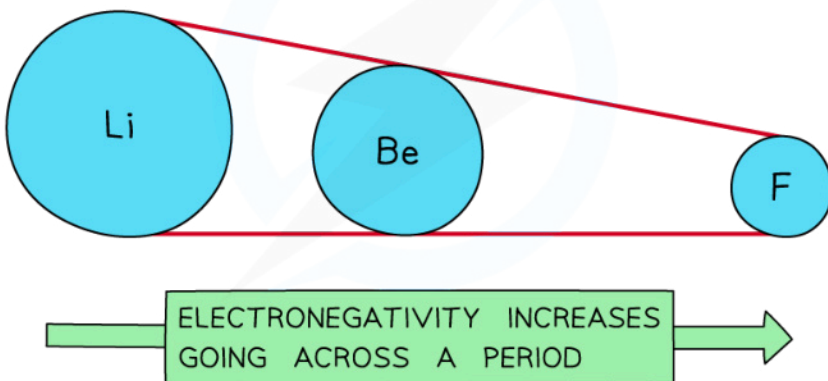 Li
Be
F
ELECTRONEGATIVITY INCREASES
GOING ACROSS A PERIOD